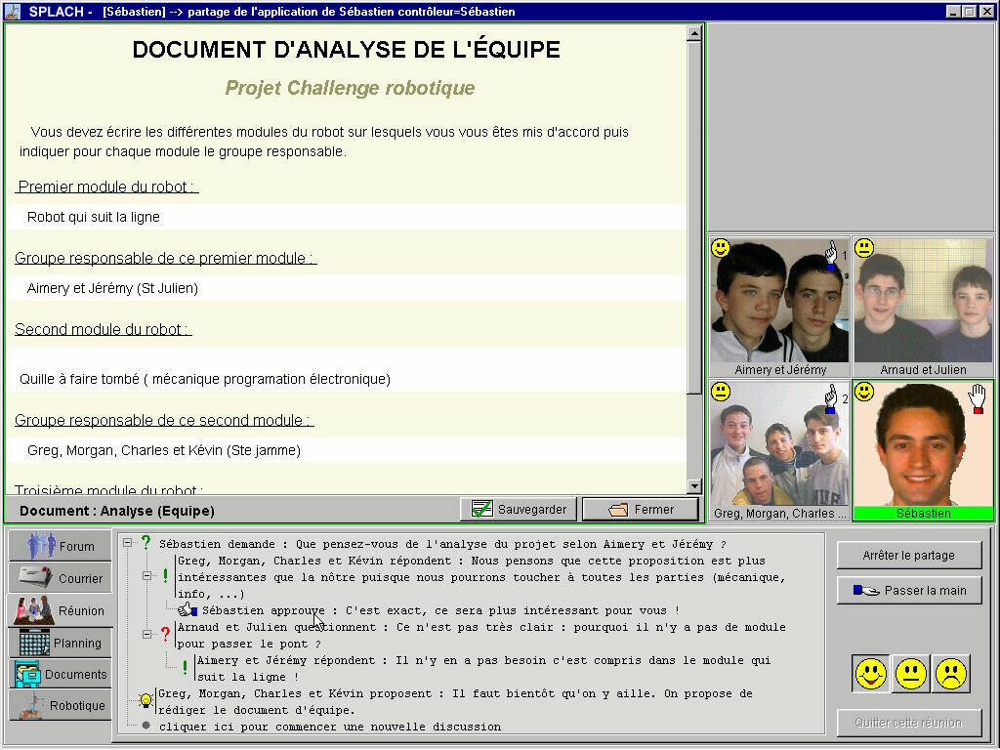 SPLACH - [Sébastien] --> partage de l'application de Sébastien contrôleur=Sébastien
DOCUMENT D'ANALYSE DE L'ÉQUIPE
Projet Challenge robotique
Vous devez écrire les différentes modules du robot sur lesquels vous vous êtes mis d'accord puis
indiquer pour chaque module le groupe responsable.
Premier module du robot :
Robot qui suit la ligne
Groupe responsable de ce premier module :
Aimery et Jérémy (St Julien)
Second module du robot :
Quille à faire tombé ( mécanique programation électronique)
Groupe responsable de ce second module :
Greg, Morgan, Charles et Kévin (Ste jamme)
Troisième module du robot :
Document : Analyse (Equipe)
Sauvegarder
Fermer
1
Aimery et Jérémy
Arnaud et Julien
2
Greg, Morgan, Charles ...
Sébastien
Forum
Courrier
Réunion
Planning
Documents
Robotique
Sébastien demande : Que pensez-vous de l'analyse du projet selon Aimery et Jérémy ?
Greg, Morgan, Charles et Kévin répondent : Nous pensons que cette proposition est plus
intéressantes que la nôtre puisque nous pourrons toucher à toutes les parties (mécanique,
info, ...)
Sébastien approuve : C'est exact, ce sera plus intéressant pour vous !
Arnaud et Julien questionnent : Ce n'est pas très clair : pourquoi il n'y a pas de module
pour passer le pont ?
Aimery et Jérémy répondent : Il n'y en a pas besoin c'est compris dans le module qui
suit la ligne !
Greg, Morgan, Charles et Kévin proposent : Il faut bientôt qu'on y aille. On propose de
rédiger le document d'équipe.
cliquer ici pour commencer une nouvelle discussion
Arrêter le partage
Passer la main
Quitter cette réunion